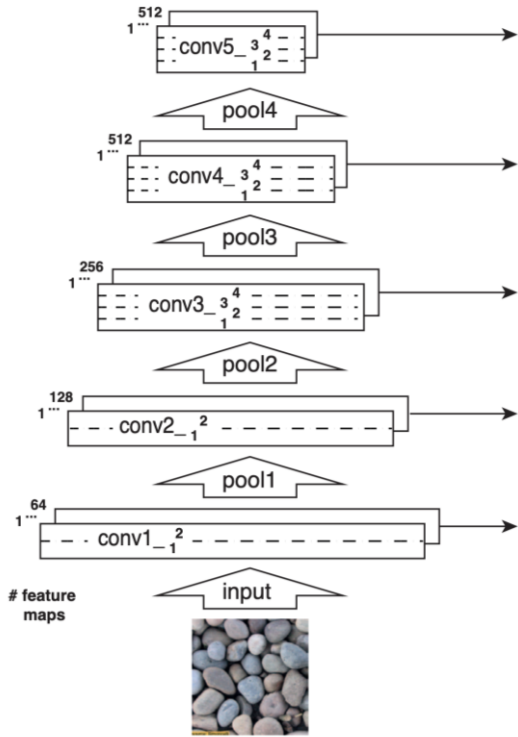 512
1...
conv5_ 1 2 3 4
pool4
512
1...
conv4_ 1 2 3 4
pool3
256
1...
conv3_ 1 2 3 4
pool2
128
1...
conv2_ 1 2
pool1
64
1...
conv1_ 1 2
input
# feature
maps